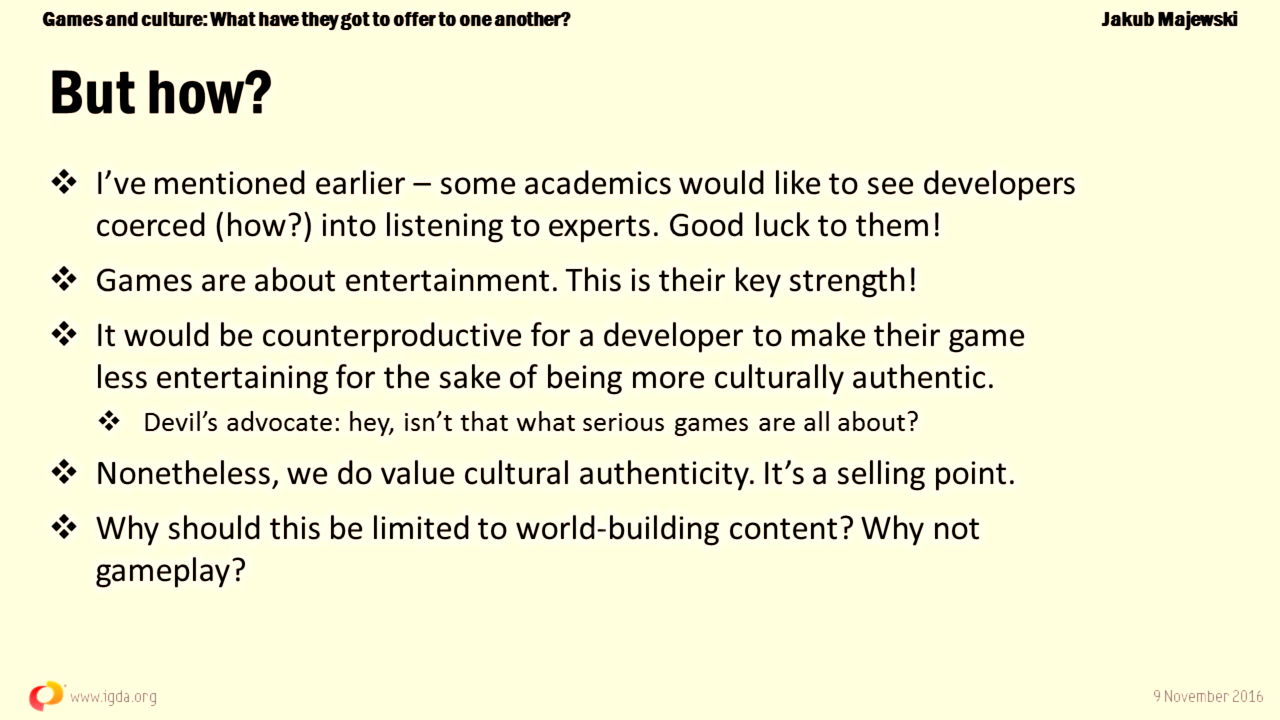 Games and culture: What have they got to offer to one another?
Jakub Majewski
But how?
❖ I’ve mentioned earlier – some academics would like to see developers
coerced (how?) into listening to experts. Good luck to them!
❖ Games are about entertainment. This is their key strength!
❖ It would be counterproductive for a developer to make their game
less entertaining for the sake of being more culturally authentic.
❖ Devil’s advocate: hey, isn’t that what serious games are all about?
❖ Nonetheless, we do value cultural authenticity. It’s a selling point.
❖ Why should this be limited to world-building content? Why not
gameplay?
www.igda.org
9 November 2016